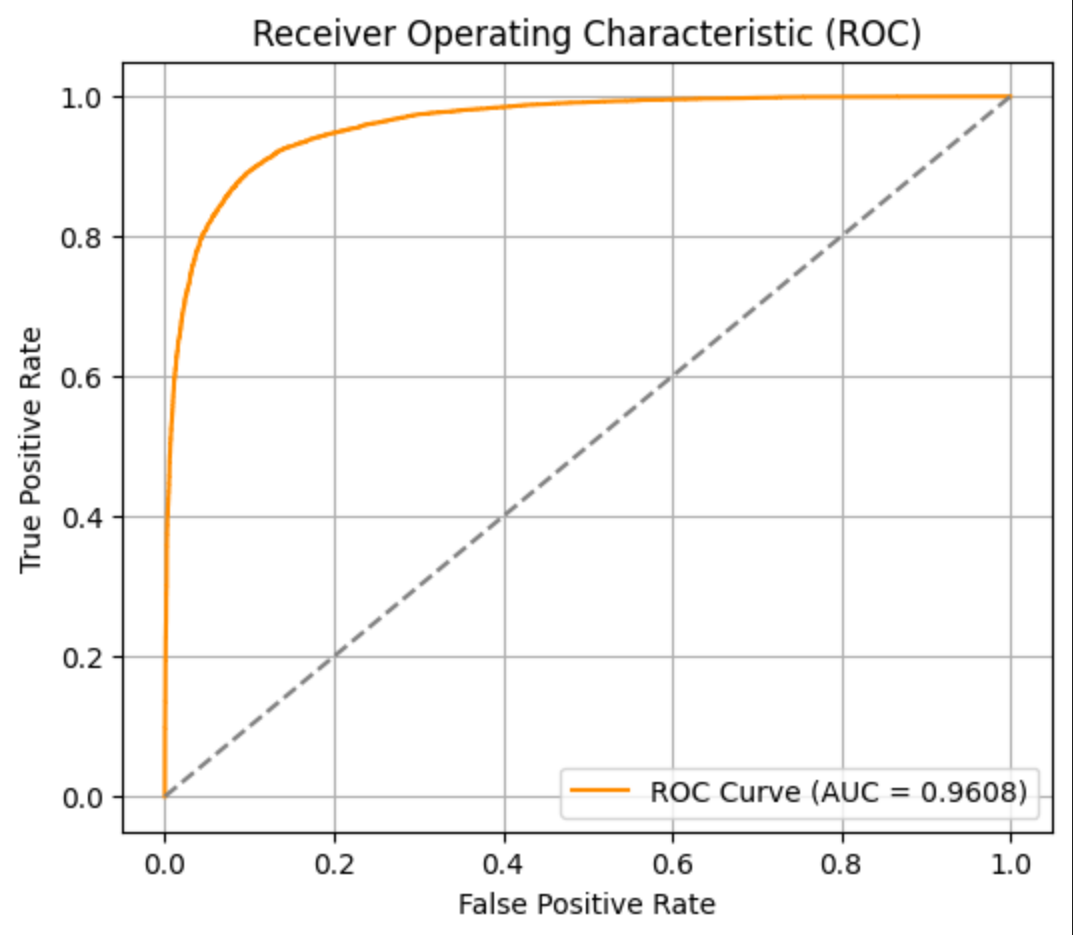 Receiver Operating Characteristic (ROC)
True Positive Rate
1.0
0.8
0.6
0.4
0.2
0.0
ROC Curve (AUC = 0.9608)
0.0 0.2 0.4 0.6 0.8 1.0
False Positive Rate